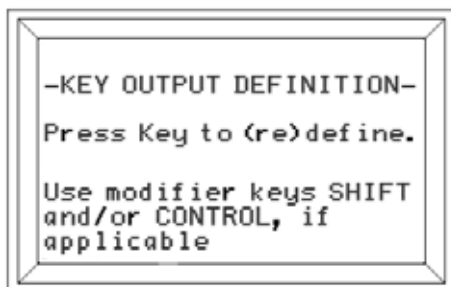 -KEY OUTPUT DEFINITION-
Press Key to (re)define.
Use modifier keys SHIFT
and/or CONTROL, if
applicable